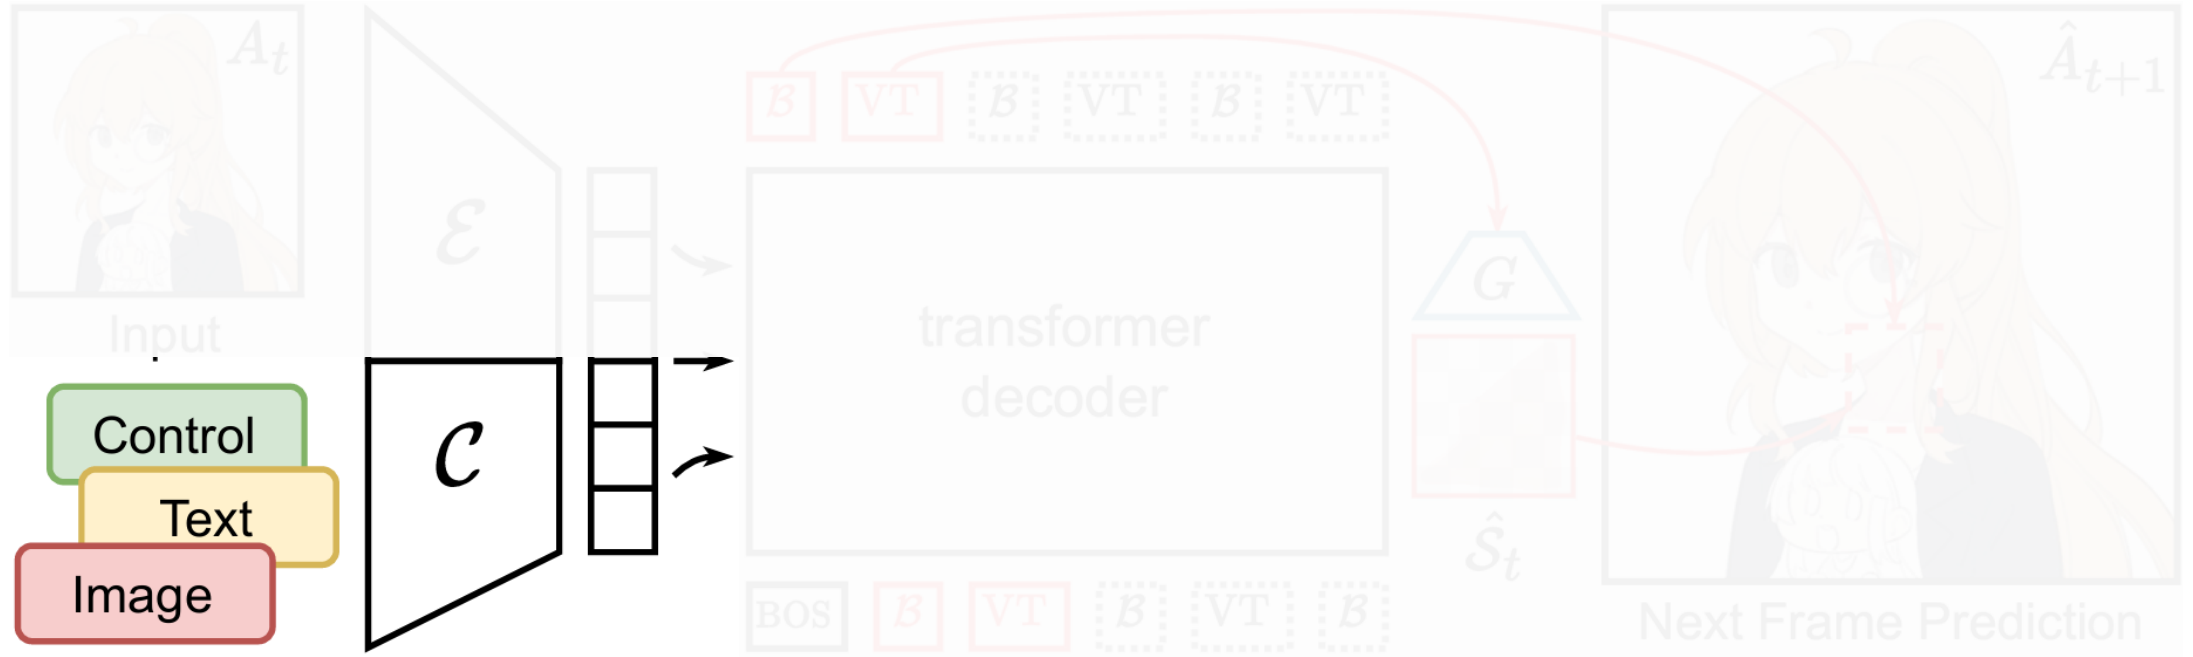 A_t
Â_{t+1}
ℬ VT ℬ VT ℬ VT
ℰ
G
Input
transformer
decoder
Control
Text
Image
𝒞
Ŝ_t
BOS ℬ VT ℬ VT ℬ
Next Frame Prediction